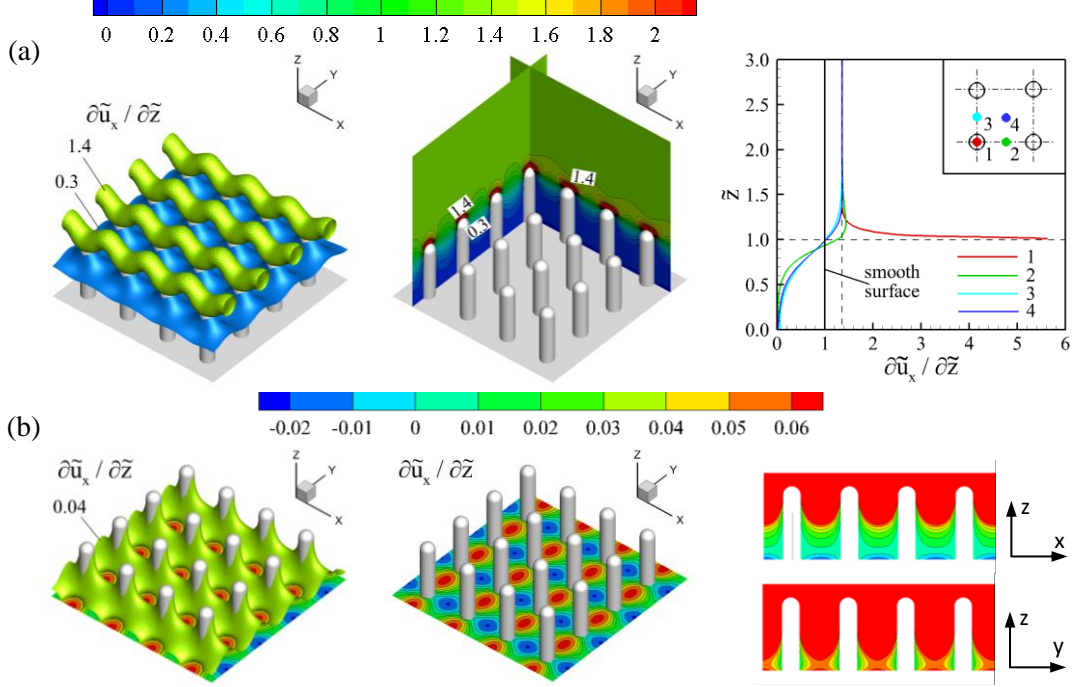 0 0.2 0.4 0.6 0.8 1 1.2 1.4 1.6 1.8 2
(a)
∂ũx / ∂z̃
1.4
0.3
Z
Y
X
Z
Y
X
1.4
1.4
0.3
3.0
2.5
2.0
1.5
1.0
0.5
0.0
z̃
3 4
1 2
smooth
surface
1
2
3
4
0 1 2 3 4 5 6
∂ũx / ∂z̃
(b)
-0.02 -0.01 0 0.01 0.02 0.03 0.04 0.05 0.06
∂ũx / ∂z̃
0.04
Z
Y
X
∂ũx / ∂z̃
Z
Y
X
z
x
z
y